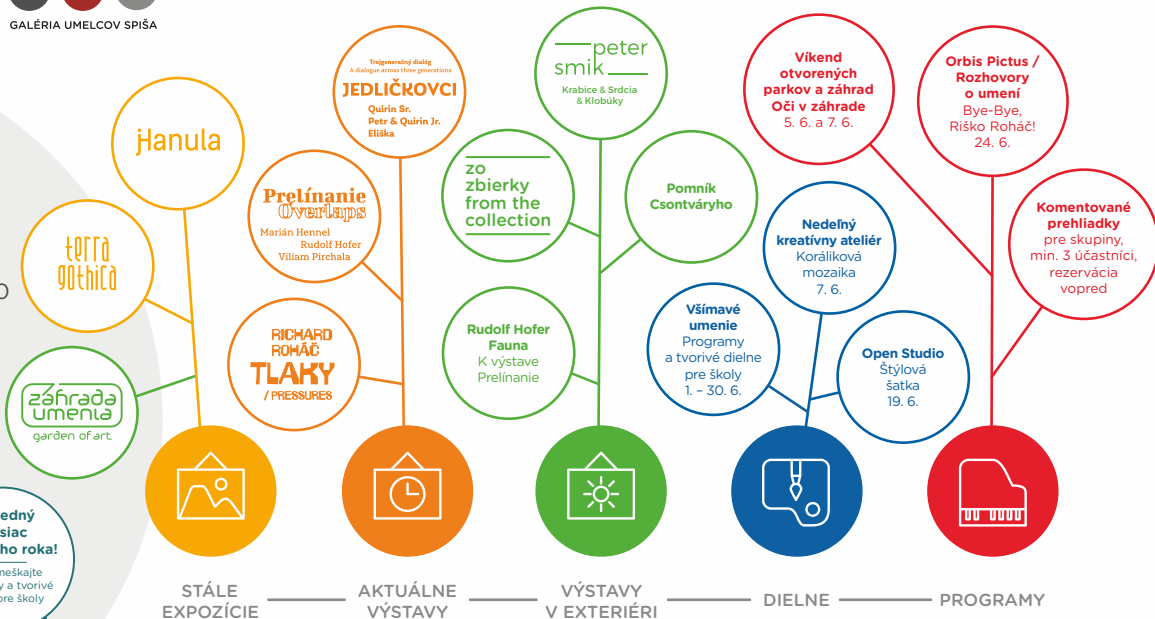 GALÉRIA UMELCOV SPIŠA
Hanula
terra
gothica
záhrada
umenia
garden of art
Trojgeneračný dialóg
A dialogue across three generations
JEDLIČKOVCI
Quirin Sr.
Petr & Quirin Jr.
Eliška
Prelínanie
Overlaps
Marián Hennel
Rudolf Hofer
Viliam Pirchala
RICHARD
ROHÁČ
TLAKY
/ PRESSURES
peter
smik
Krabice & Srdcia
& Klobúky
zo
zbierky
from the
collection
Pomník
Csontváryho
Rudolf Hofer
Fauna
K výstave
Prelínanie
Víkend
otvorených
parkov a záhrad
Oči v záhrade
5. 6. a 7. 6.
Nedeľný
kreatívny ateliér
Koráliková
mozaika
7. 6.
Všímavé
umenie
Programy
a tvorivé dielne
pre školy
1. – 30. 6.
Open Studio
Štýlová
šatka
19. 6.
Orbis Pictus /
Rozhovory
o umení
Bye-Bye,
Riško Roháč!
24. 6.
Komentované
prehliadky
pre skupiny,
min. 3 účastníci,
rezervácia
vopred
edný
siac
ho roka!
meškajte
y a tvorivé
pre školy
STÁLE
EXPOZÍCIE
AKTUÁLNE
VÝSTAVY
VÝSTAVY
V EXTERIÉRI
DIELNE
PROGRAMY